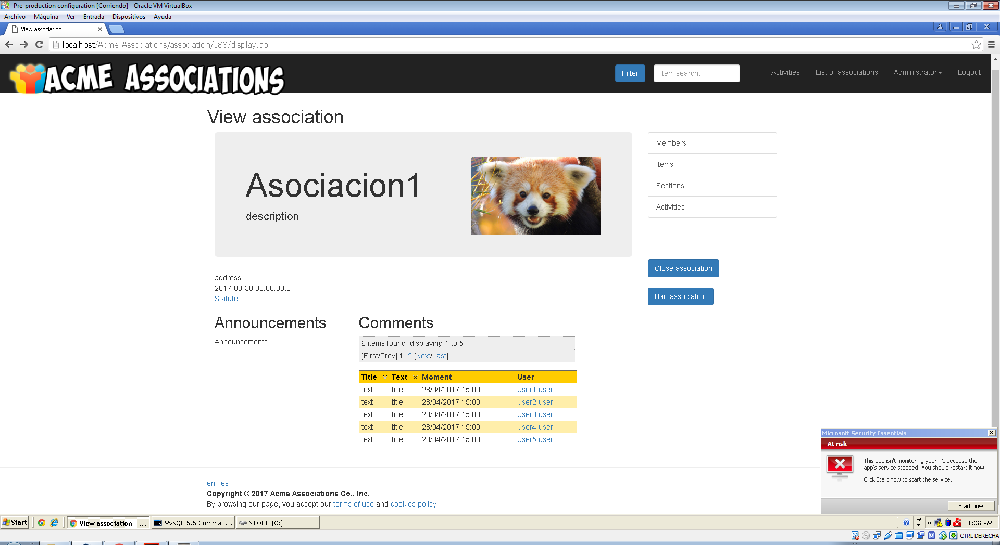 Pre-production configuration [Corriendo] - Oracle VM VirtualBox
Archivo Máquina Ver Entrada Dispositivos Ayuda
View association
localhost/Acme-Associations/association/188/display.do
ACME ASSOCIATIONS
Filter Item search... Activities List of associations Administrator Logout
View association
Asociacion1
description
Members
Items
Sections
Activities
Close association
Ban association
address
2017-03-30 00:00:00.0
Statutes
Announcements
Announcements
Comments
6 items found, displaying 1 to 5.
[First/Prev] 1, 2 [Next/Last]
Title Text Moment User
text title 28/04/2017 15:00 User1 user
text title 28/04/2017 15:00 User2 user
text title 28/04/2017 15:00 User3 user
text title 28/04/2017 15:00 User4 user
text title 28/04/2017 15:00 User5 user
Microsoft Security Essentials
At risk
This app isn't monitoring your PC because the
app's service stopped. You should restart it now.
Click Start now to start the service.
Start now
en | es
Copyright © 2017 Acme Associations Co., Inc.
By browsing our page, you accept our terms of use and cookies policy
Start View association - ... MySQL 5.5 Comman... STORE (C:) « 1:08 PM
CTRL DERECHA